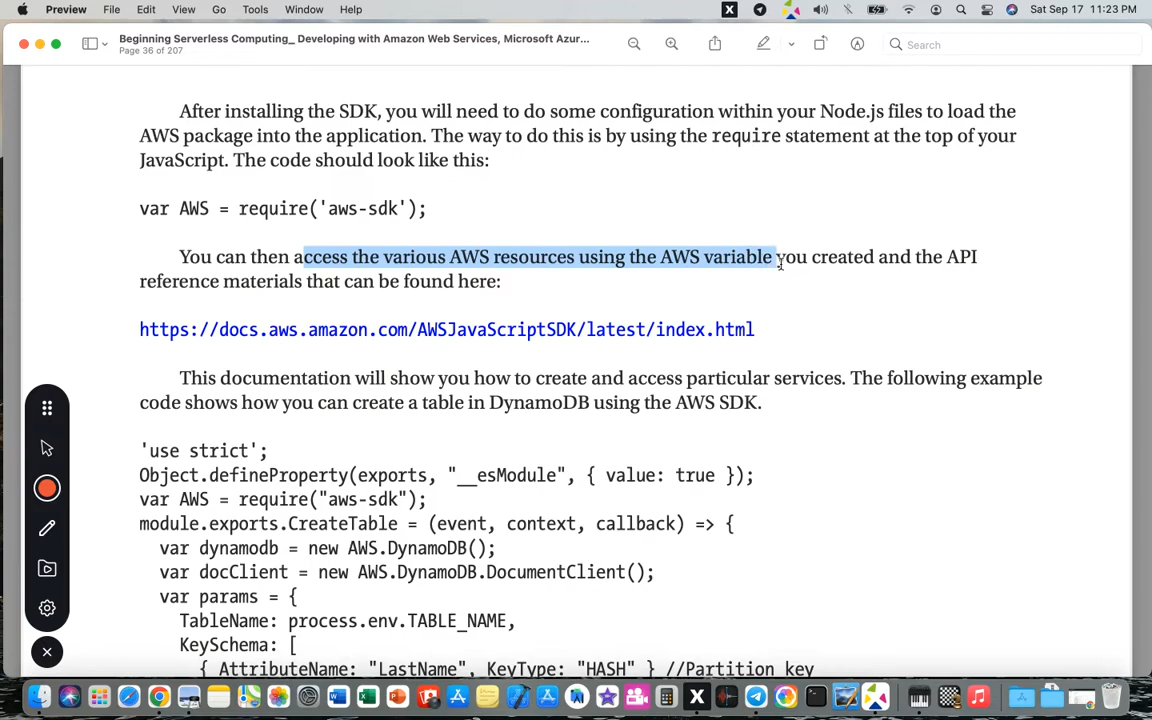 Preview File Edit View Go Tools Window Help Sat Sep 17 11:23 PM
Beginning Serverless Computing_ Developing with Amazon Web Services, Microsoft Azur...
Page 36 of 207
Search
After installing the SDK, you will need to do some configuration within your Node.js files to load the
AWS package into the application. The way to do this is by using the require statement at the top of your
JavaScript. The code should look like this:
var AWS = require('aws-sdk');
You can then access the various AWS resources using the AWS variable you created and the API
reference materials that can be found here:
https://docs.aws.amazon.com/AWSJavaScriptSDK/latest/index.html
This documentation will show you how to create and access particular services. The following example
code shows how you can create a table in DynamoDB using the AWS SDK.
'use strict';
Object.defineProperty(exports, "__esModule", { value: true });
var AWS = require("aws-sdk");
module.exports.CreateTable = (event, context, callback) => {
var dynamodb = new AWS.DynamoDB();
var docClient = new AWS.DynamoDB.DocumentClient();
var params = {
TableName: process.env.TABLE_NAME,
KeySchema: [
{ AttributeName: "LastName", KeyType: "HASH" } //Partition key